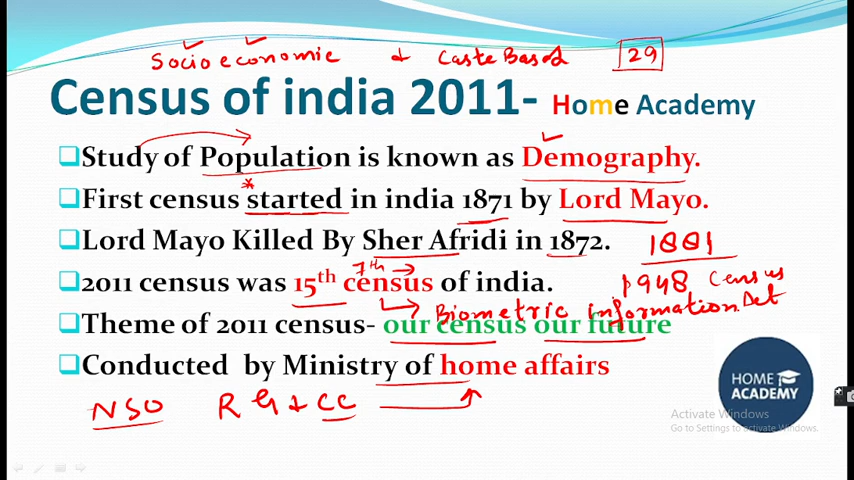 Socioeconomic & Caste Based 29
Census of india 2011- Home Academy
Study of Population is known as Demography.
First census started in india 1871 by Lord Mayo.
Lord Mayo Killed By Sher Afridi in 1872. 1881
7th
2011 census was 15th census of india. 1948 Census
Biometric information Act
Theme of 2011 census- our census our future
Conducted by Ministry of home affairs
NSO RG & CC
HOME
ACADEMY
Activate Windows
Go to Settings to activate Windows.